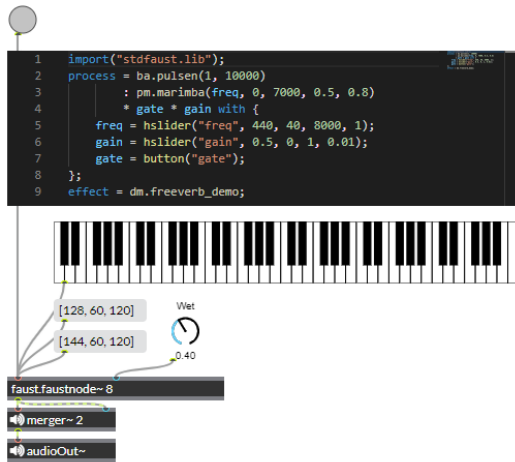 1 import("stdfaust.lib");
2 process = ba.pulsen(1, 10000)
3 : pm.marimba(freq, 0, 7000, 0.5, 0.8)
4 * gate * gain with {
5 freq = hslider("freq", 440, 40, 8000, 1);
6 gain = hslider("gain", 0.5, 0, 1, 0.01);
7 gate = button("gate");
8 };
9 effect = dm.freeverb_demo;
[128, 60, 120]
Wet
[144, 60, 120]
0.40
faust.faustnode~ 8
merger~ 2
audioOut~